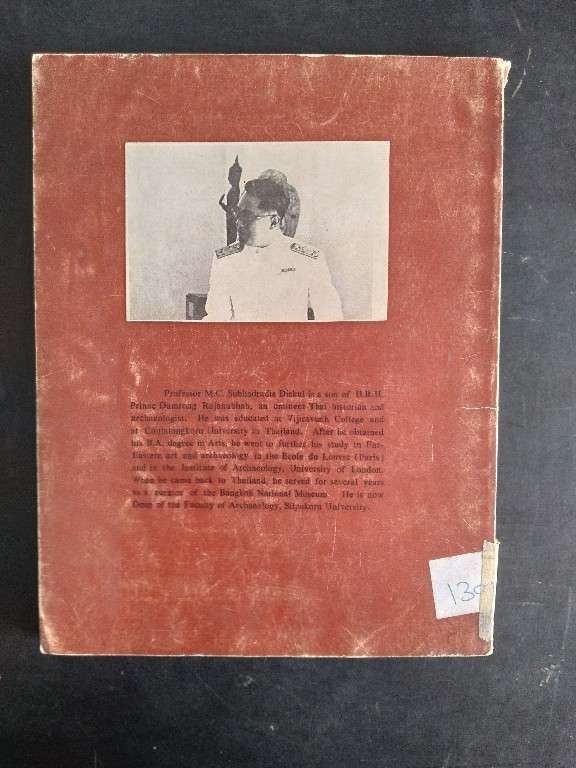 Professor M.C. Subhadradis Diskul is a son of H.R.H.
Prince Damrong Rajanubhab, an eminent Thai historian and
archaeologist. He was educated at Vijiravudh College and
at Chulalongkorn University in Thailand. After he obtained
his B.A. degree in Arts, he went to further his study in Far-
Eastern art and archaeology in the Ecole du Louvre (Paris)
and in the Institute of Archaeology, University of London.
When he came back to Thailand, he served for several years
as a curator of the Bangkok National Museum. He is now
Dean of the Faculty of Archaeology, Silpakorn University.